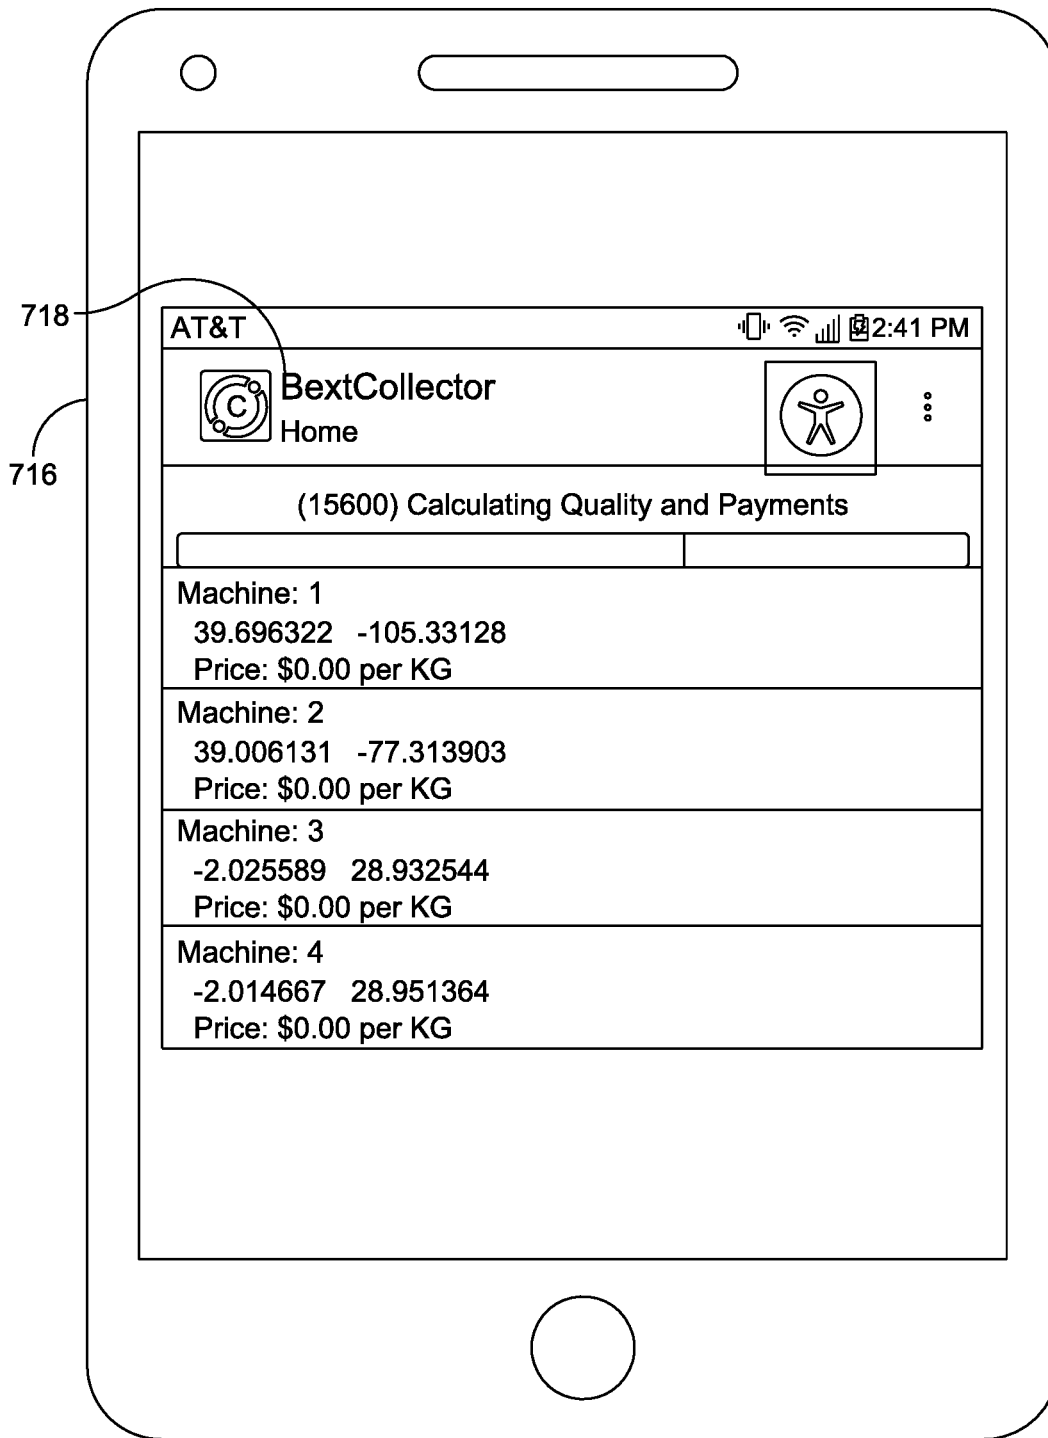 718
716
AT&T 2:41 PM
C
BextCollector
Home
(15600) Calculating Quality and Payments
Machine: 1
39.696322 -105.33128
Price: $0.00 per KG
Machine: 2
39.006131 -77.313903
Price: $0.00 per KG
Machine: 3
-2.025589 28.932544
Price: $0.00 per KG
Machine: 4
-2.014667 28.951364
Price: $0.00 per KG